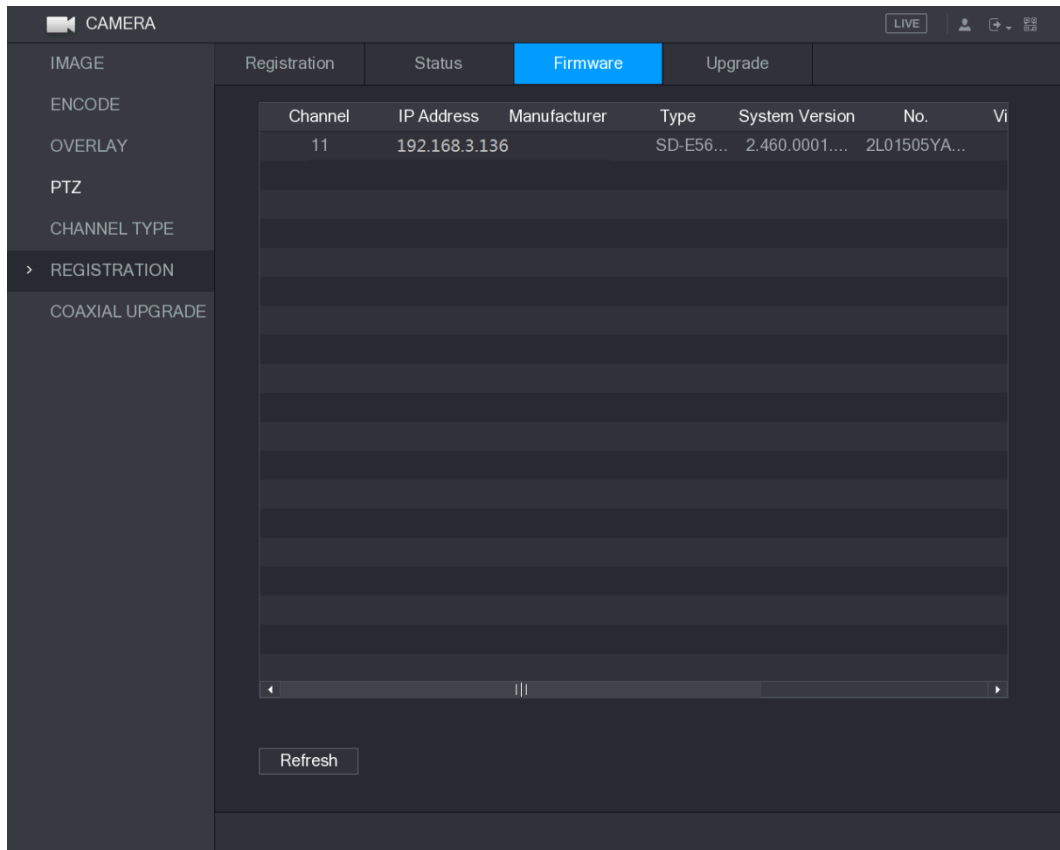 CAMERA
LIVE
IMAGE
ENCODE
OVERLAY
PTZ
CHANNEL TYPE
> REGISTRATION
COAXIAL UPGRADE
Registration Status Firmware Upgrade
Channel IP Address Manufacturer Type System Version No. Vi
11 192.168.3.136 SD-E56... 2.460.0001.... 2L01505YA...
Refresh